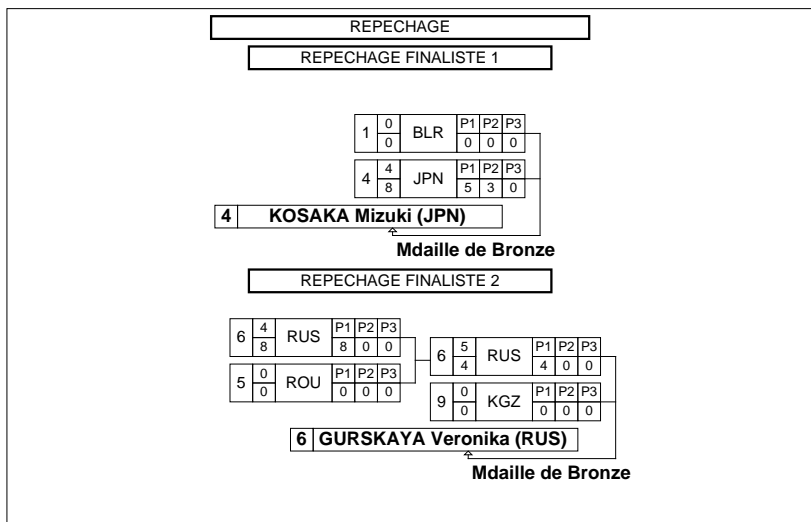 REPECHAGE
REPECHAGE FINALISTE 1
1 0 BLR P1 P2 P3
0 0 0 0
4 4 JPN P1 P2 P3
8 5 3 0
4 KOSAKA Mizuki (JPN)
Mdaille de Bronze
REPECHAGE FINALISTE 2
6 4 RUS P1 P2 P3
8 8 0 0
5 0 ROU P1 P2 P3
0 0 0 0
6 5 RUS P1 P2 P3
4 4 0 0
9 0 KGZ P1 P2 P3
0 0 0 0
6 GURSKAYA Veronika (RUS)
Mdaille de Bronze